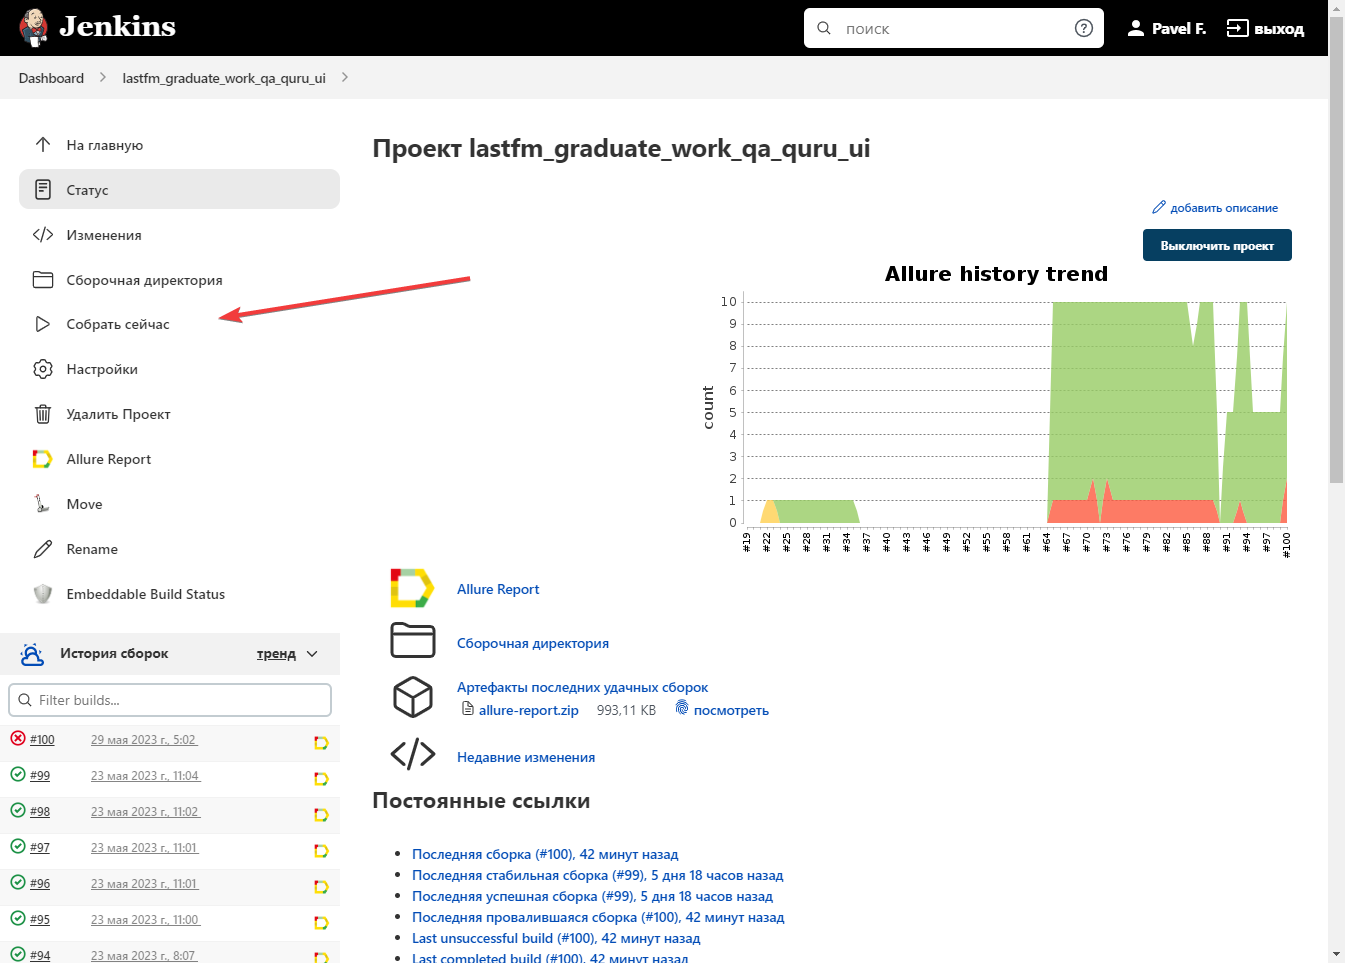 Jenkins
поиск
Pavel F.
выход
Dashboard
lastfm_graduate_work_qa_quru_ui
На главную
Статус
Изменения
Сборочная директория
Собрать сейчас
Настройки
Удалить Проект
Allure Report
Move
Rename
Embeddable Build Status
История сборок
тренд
Filter builds...
#100 29 мая 2023 г., 5:02
#99 23 мая 2023 г., 11:04
#98 23 мая 2023 г., 11:02
#97 23 мая 2023 г., 11:01
#96 23 мая 2023 г., 11:01
#95 23 мая 2023 г., 11:00
#94 23 мая 2023 г., 8:07
Проект lastfm_graduate_work_qa_quru_ui
добавить описание
Выключить проект
Allure history trend
count
10
9
8
7
6
5
4
3
2
1
0
#19 #22 #25 #28 #31 #34 #37 #40 #43 #46 #49 #52 #55 #58 #61 #64 #67 #70 #73 #76 #79 #82 #85 #88 #91 #94 #97 #100
Allure Report
Сборочная директория
Артефакты последних удачных сборок
allure-report.zip 993,11 KB посмотреть
Недавние изменения
Постоянные ссылки
Последняя сборка (#100), 42 минут назад
Последняя стабильная сборка (#99), 5 дня 18 часов назад
Последняя успешная сборка (#99), 5 дня 18 часов назад
Последняя провалившаяся сборка (#100), 42 минут назад
Last unsuccessful build (#100), 42 минут назад
Last completed build (#100), 42 минут назад